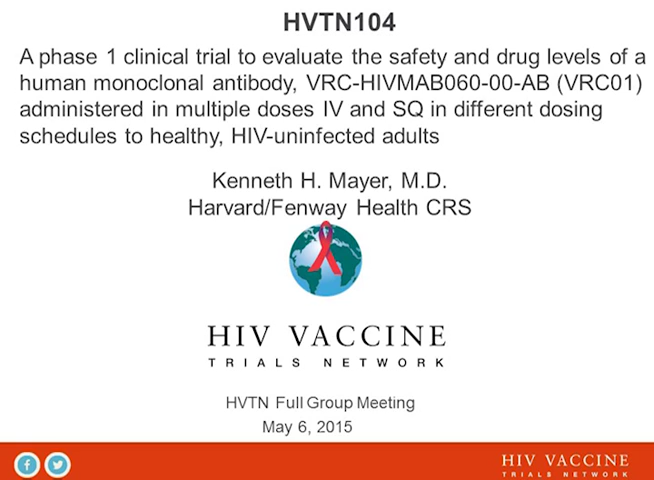 HVTN104
A phase 1 clinical trial to evaluate the safety and drug levels of a
human monoclonal antibody, VRC-HIVMAB060-00-AB (VRC01)
administered in multiple doses IV and SQ in different dosing
schedules to healthy, HIV-uninfected adults
Kenneth H. Mayer, M.D.
Harvard/Fenway Health CRS
HIV VACCINE
TRIALS NETWORK
HVTN Full Group Meeting
May 6, 2015
HIV VACCINE
TRIALS NETWORK